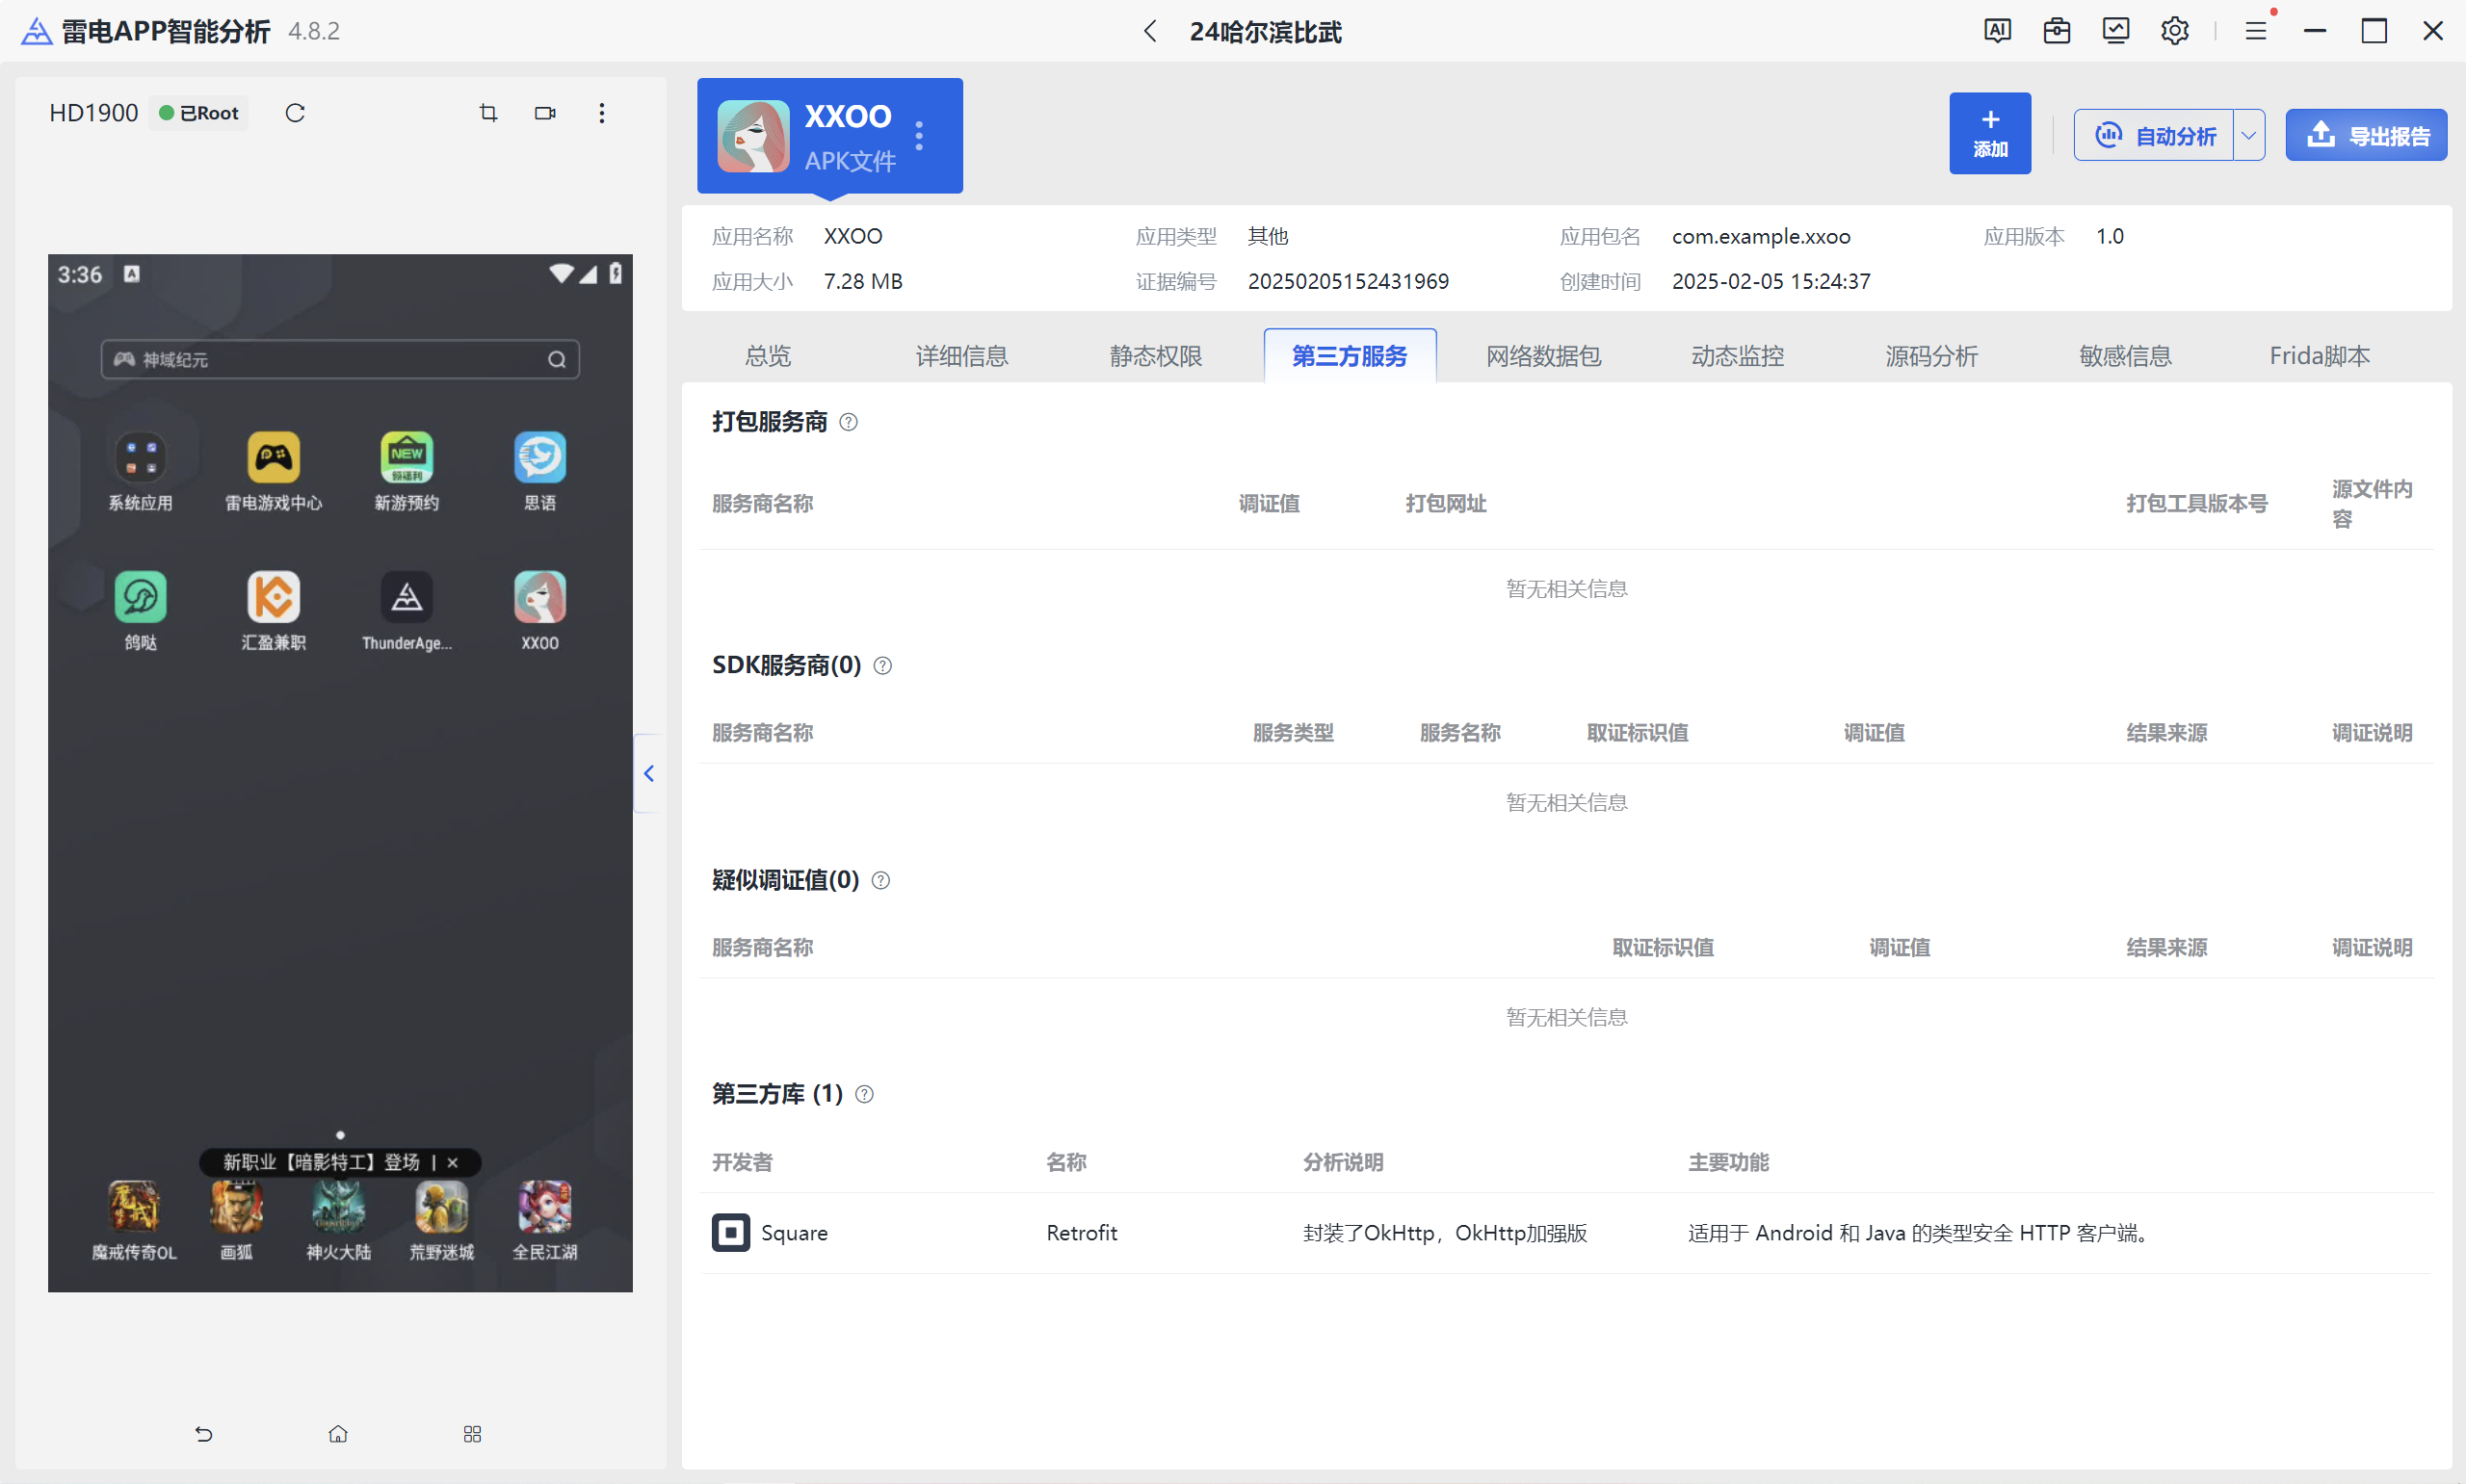 雷电APP智能分析 4.8.2
24哈尔滨比武
AI
HD1900 已Root
XXOO
APK文件
添加
自动分析
导出报告
应用名称 XXOO 应用类型 其他 应用包名 com.example.xxoo 应用版本 1.0
应用大小 7.28 MB 证据编号 20250205152431969 创建时间 2025-02-05 15:24:37
3:36 A
神域纪元
NEW
领福利
系统应用 雷电游戏中心 新游预约 思语
鸽哒 汇盈兼职 ThunderAge... XXOO
新职业【暗影特工】登场 | ×
魔戒传奇OL 画狐 神火大陆 荒野迷城 全民江湖
总览 详细信息 静态权限 第三方服务 网络数据包 动态监控 源码分析 敏感信息 Frida脚本
打包服务商 ?
服务商名称 调证值 打包网址 打包工具版本号 源文件内容
暂无相关信息
SDK服务商(0) ?
服务商名称 服务类型 服务名称 取证标识值 调证值 结果来源 调证说明
暂无相关信息
疑似调证值(0) ?
服务商名称 取证标识值 调证值 结果来源 调证说明
暂无相关信息
第三方库 (1) ?
开发者 名称 分析说明 主要功能
Square Retrofit 封装了OkHttp，OkHttp加强版 适用于 Android 和 Java 的类型安全 HTTP 客户端。